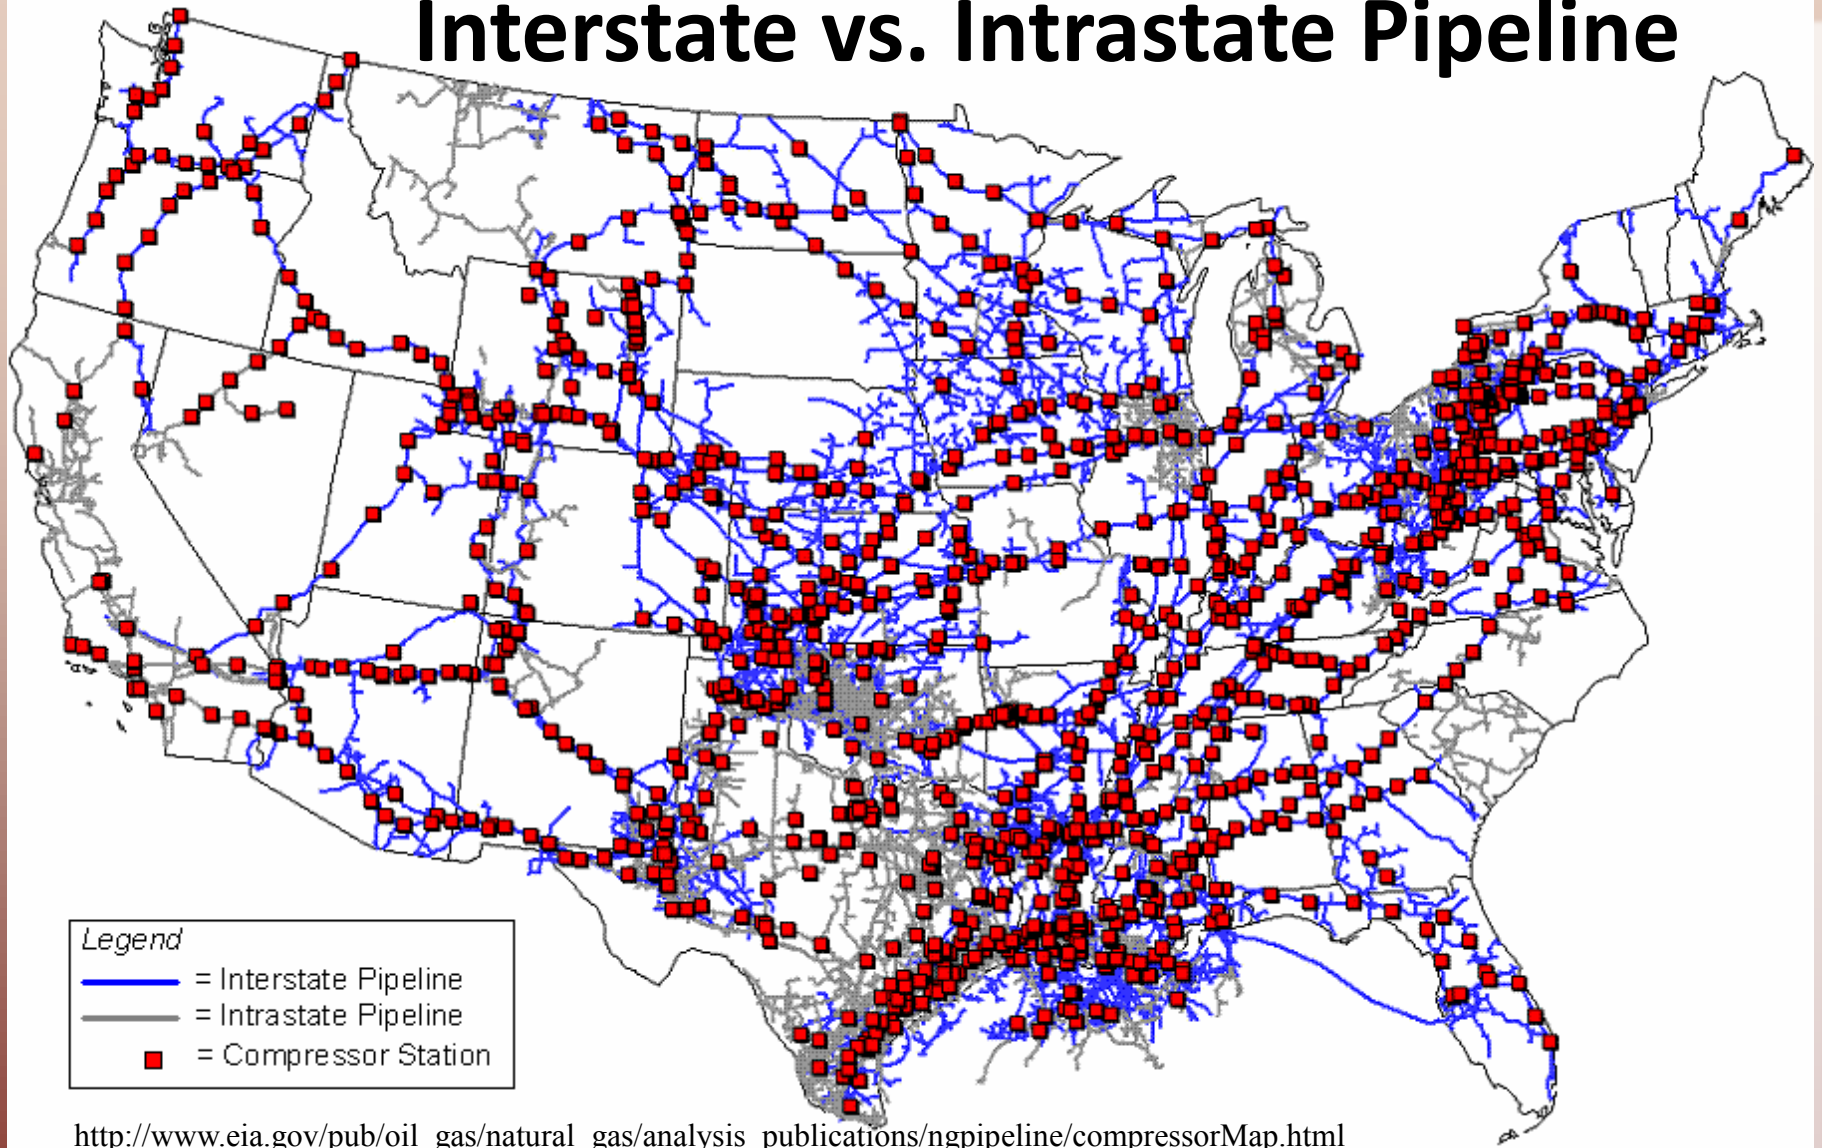 Interstate vs. Intrastate Pipeline
Legend
= Interstate Pipeline
= Intrastate Pipeline
= Compressor Station
http://www.eia.gov/pub/oil_gas/natural_gas/analysis_publications/ngpipeline/compressorMap.html